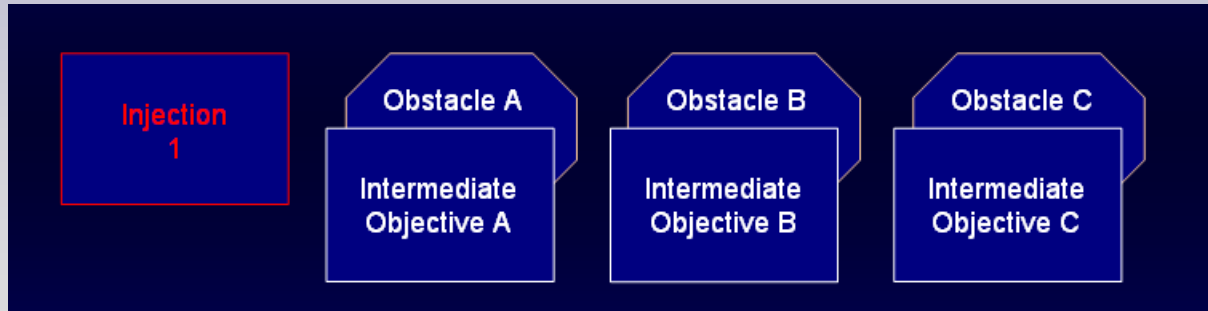 Injection
1
Obstacle A
Intermediate
Objective A
Obstacle B
Intermediate
Objective B
Obstacle C
Intermediate
Objective C